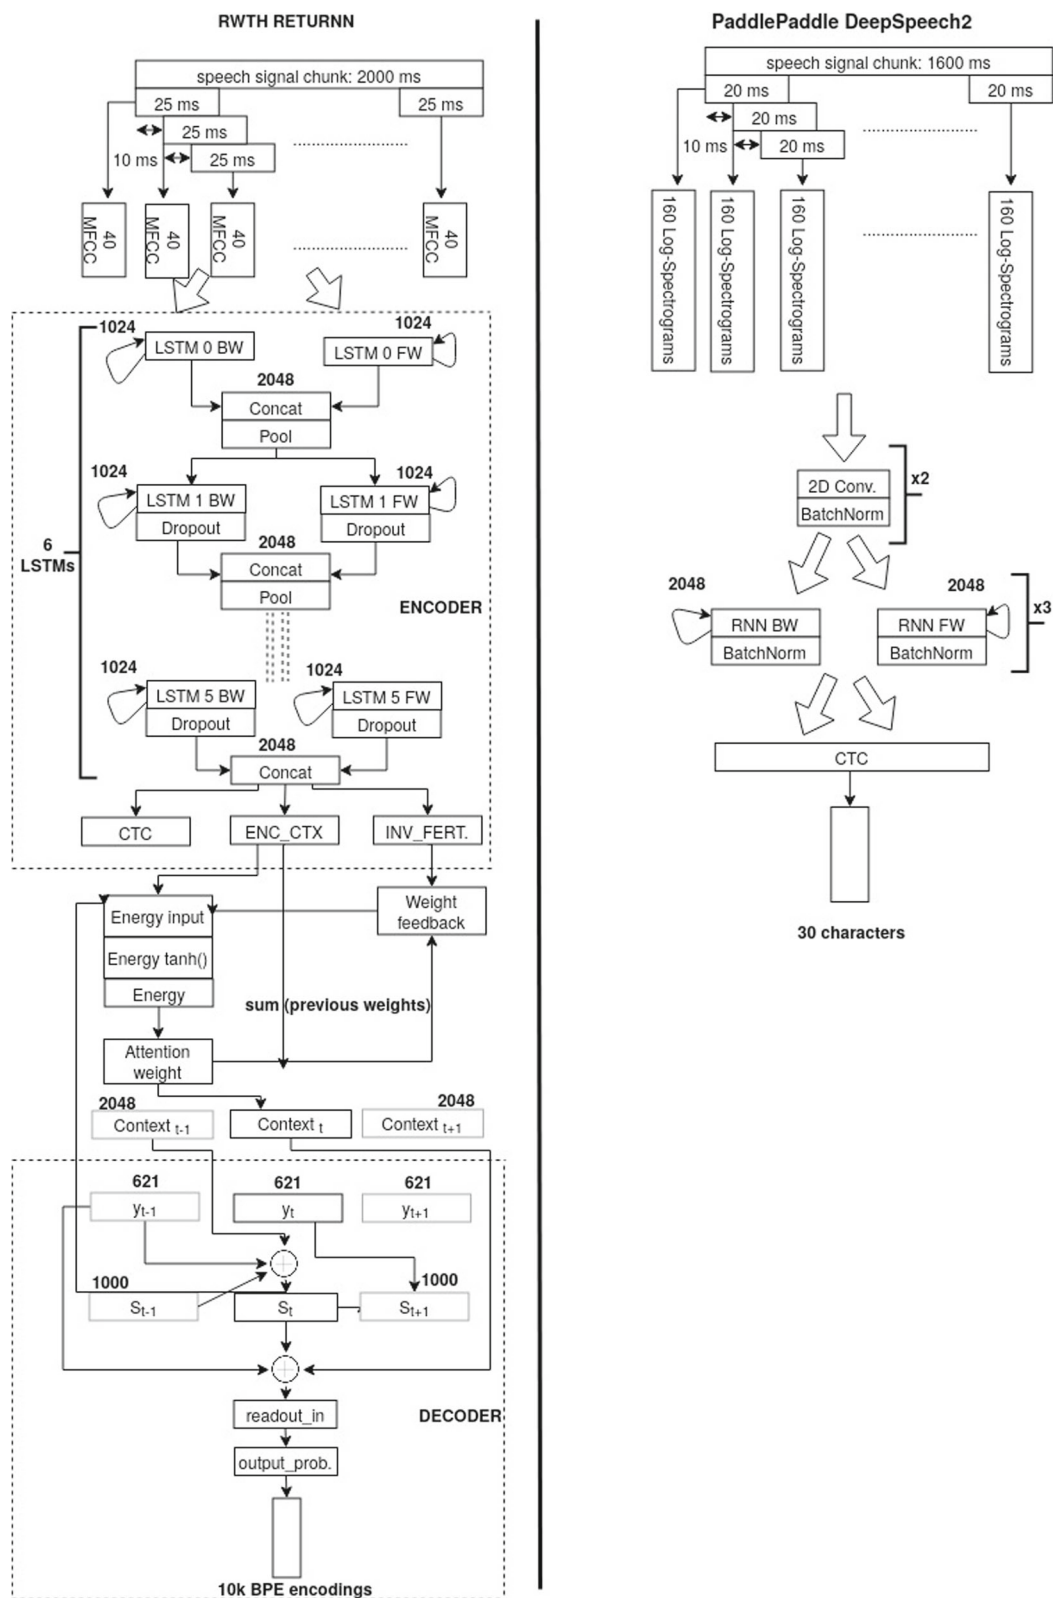 RWTH RETURNN
speech signal chunk: 2000 ms
25 ms
25 ms
25 ms
10 ms
25 ms
40 MFCC
40 MFCC
40 MFCC
40 MFCC
1024
LSTM 0 BW
1024
LSTM 0 FW
2048
Concat
Pool
1024
LSTM 1 BW
Dropout
1024
LSTM 1 FW
Dropout
6
LSTMs
2048
Concat
Pool
ENCODER
1024
LSTM 5 BW
Dropout
1024
LSTM 5 FW
Dropout
2048
Concat
CTC
ENC_CTX
INV_FERT.
Energy input
Energy tanh()
Energy
Weight
feedback
sum (previous weights)
Attention
weight
2048
Context t-1
Context t
2048
Context t+1
621
yt-1
621
yt
621
yt+1
1000
St-1
St
1000
St+1
readout_in
DECODER
output_prob.
10k BPE encodings
PaddlePaddle DeepSpeech2
speech signal chunk: 1600 ms
20 ms
20 ms
20 ms
10 ms
20 ms
160 Log-Spectrograms
160 Log-Spectrograms
160 Log-Spectrograms
160 Log-Spectrograms
2D Conv.
BatchNorm
x2
2048
RNN BW
BatchNorm
2048
RNN FW
BatchNorm
x3
CTC
30 characters